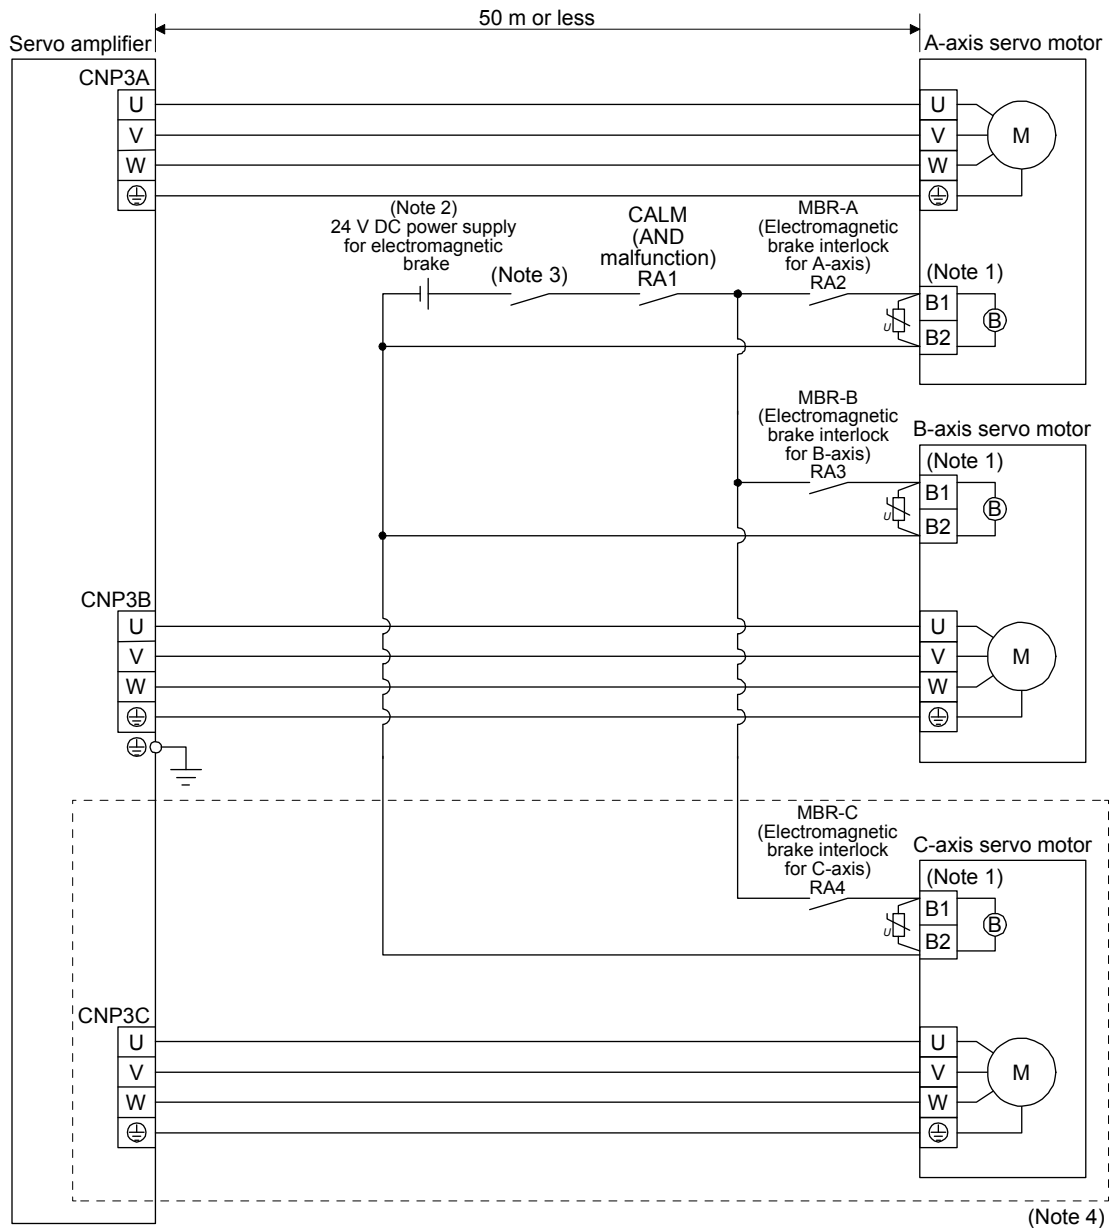 50 m or less
Servo amplifier
A-axis servo motor
CNP3A
U
U
V
V
M
W
W
(Note 2)
24 V DC power supply
for electromagnetic
brake
(Note 3)
CALM
(AND
malfunction)
RA1
MBR-A
(Electromagnetic
brake interlock
for A-axis)
RA2
(Note 1)
U
B1
B2
B
MBR-B
(Electromagnetic
brake interlock
for B-axis)
RA3
B-axis servo motor
(Note 1)
U
B1
B2
B
CNP3B
U
U
V
V
M
W
W
MBR-C
(Electromagnetic
brake interlock
for C-axis)
RA4
C-axis servo motor
(Note 1)
U
B1
B2
B
CNP3C
U
U
V
V
M
W
W
(Note 4)